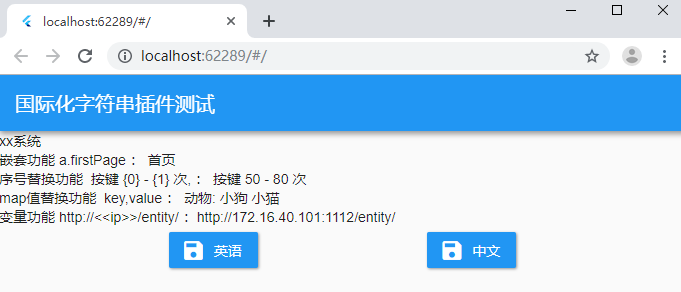 localhost:62289/#/
localhost:62289/#/
国际化字符串插件测试
xx系统
嵌套功能 a.firstPage ： 首页
序号替换功能 按键 {0} - {1} 次,： 按键 50 - 80 次
map值替换功能 key,value ： 动物: 小狗 小猫
变量功能 http://<<ip>>/entity/ ：http://172.16.40.101:1112/entity/
英语
中文